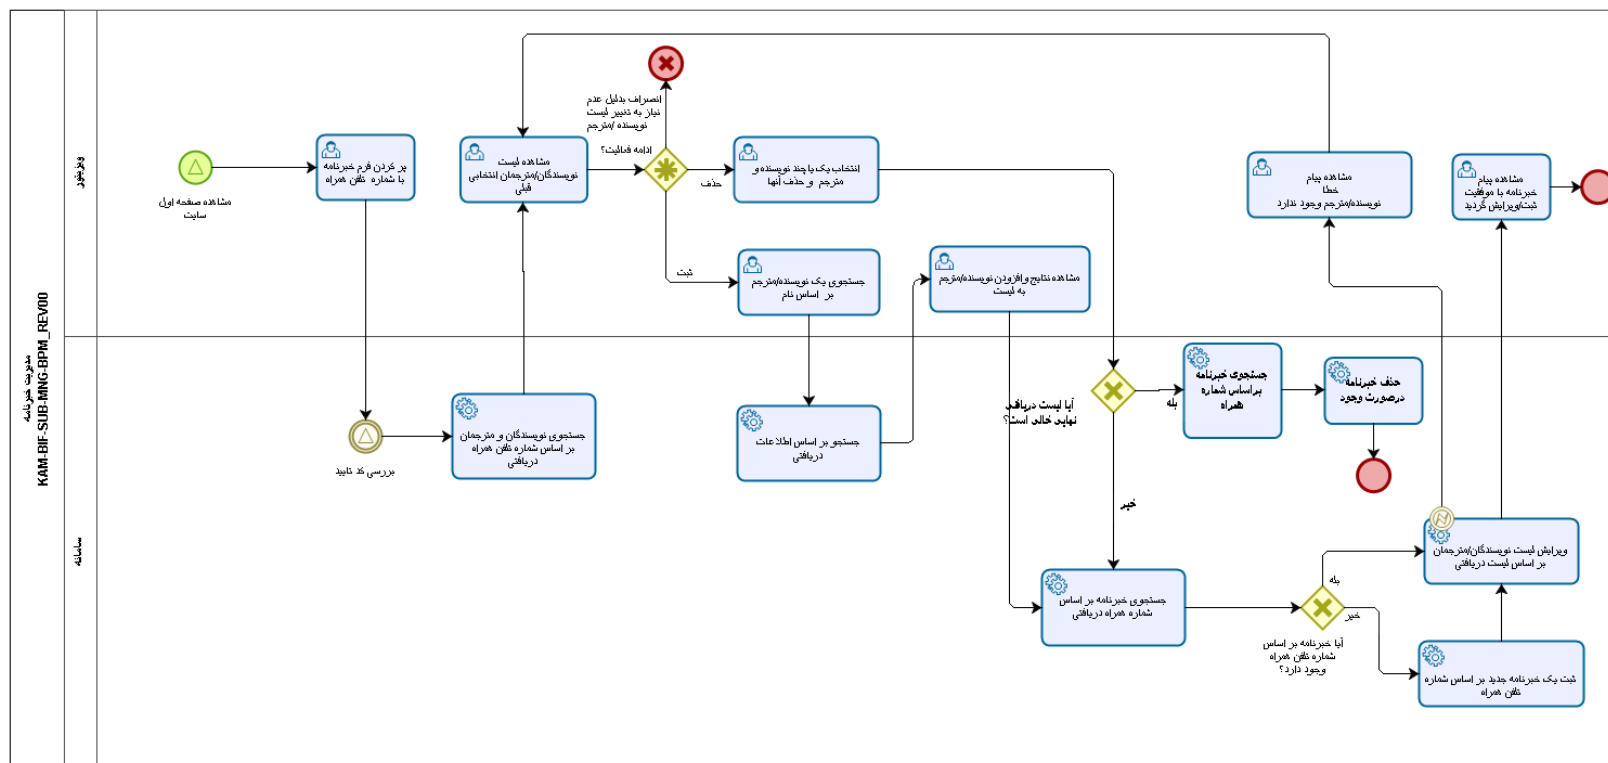 مدیریت خبرنامه
KAM-BIF-SUB-MNG-BPM_REV00
ویزیتور
سامانه
مشاهده صفحه اول
سایت
پر کردن فرم خبرنامه
با شماره تلفن همراه
بررسی کد تایید
جستجوی نویسندگان و مترجمان
بر اساس شماره تلفن همراه
دریافتی
مشاهده لیست
نویسندگان/مترجمان انتخابی
قبلی
ادامه فعالیت؟
انصراف بدلیل عدم
نیاز به تغییر لیست
نویسنده /مترجم
حذف
ثبت
انتخاب یک یا چند نویسنده و
مترجم و حذف آنها
جستجوی یک نویسنده/مترجم
بر اساس نام
جستجو بر اساس اطلاعات
دریافتی
مشاهده نتایج و افزودن نویسنده/مترجم
به لیست
آیا لیست دریافتی
نهایی خالی است؟
بله
خیر
جستجوی خبرنامه
براساس شماره
همراه
حذف خبرنامه
درصورت وجود
جستجوی خبرنامه بر اساس
شماره همراه دریافتی
آیا خبرنامه بر اساس
شماره تلفن همراه
وجود دارد؟
بله
خیر
ثبت یک خبرنامه جدید بر اساس شماره
تلفن همراه
ویرایش لیست نویسندگان/مترجمان
بر اساس لیست دریافتی
مشاهده پیام
خطا
نویسنده/مترجم وجود ندارد
مشاهده پیام
خبرنامه با موفقیت
ثبت/ویرایش گردید